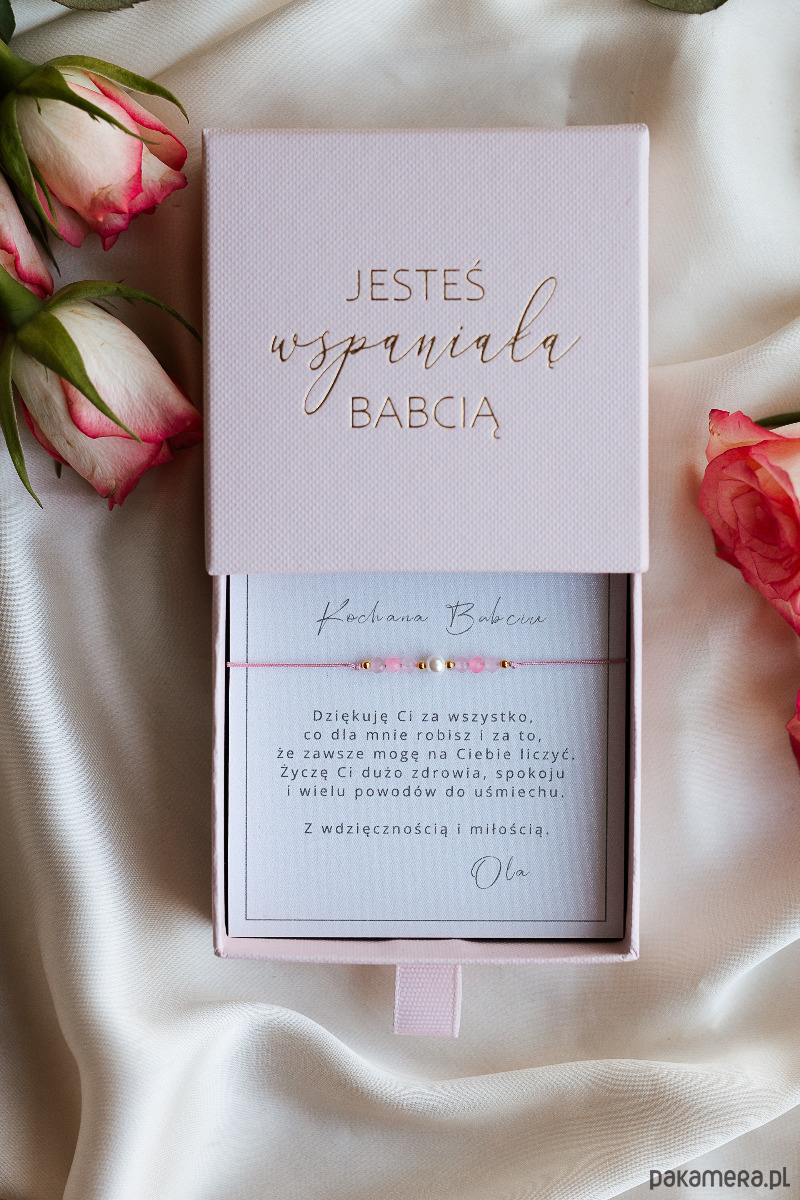 JESTEŚ
wspaniałą
BABCIĄ
Kochana Babciu
Dziękuję Ci za wszystko,
co dla mnie robisz i za to,
że zawsze mogę na Ciebie liczyć.
Życzę Ci dużo zdrowia, spokoju
i wielu powodów do uśmiechu.
Z wdzięcznością i miłością.
Ola
pakamera.pl